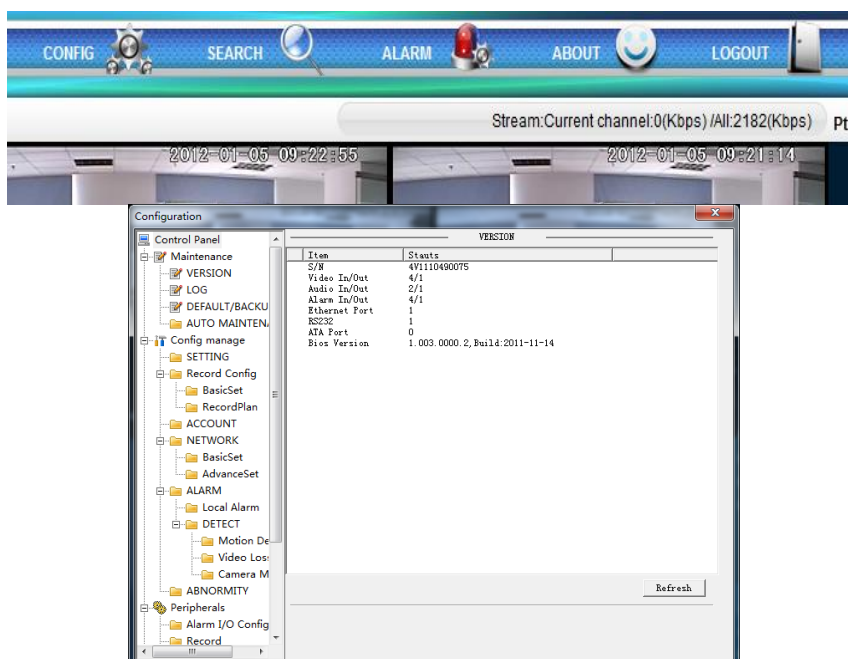 CONFIG SEARCH ALARM ABOUT LOGOUT
Stream:Current channel:0(Kbps) /All:2182(Kbps) Pt
2012-01-05 09:22:55 2012-01-05 09:21:14
Configuration
Control Panel
Maintenance
VERSION
LOG
DEFAULT/BACKU
AUTO MAINTEN
Config manage
SETTING
Record Config
BasicSet
RecordPlan
ACCOUNT
NETWORK
BasicSet
AdvanceSet
ALARM
Local Alarm
DETECT
Motion De
Video Los
Camera M
ABNORMITY
Peripherals
Alarm I/O Config
Record
VERSION
Item Stauts
S/N 4V1110490075
Video In/Out 4/1
Audio In/Out 2/1
Alarm In/Out 4/1
Ethernet Port 1
RS232 1
ATA Port 0
Bios Version 1.003.0000.2,Build:2011-11-14
Refresh